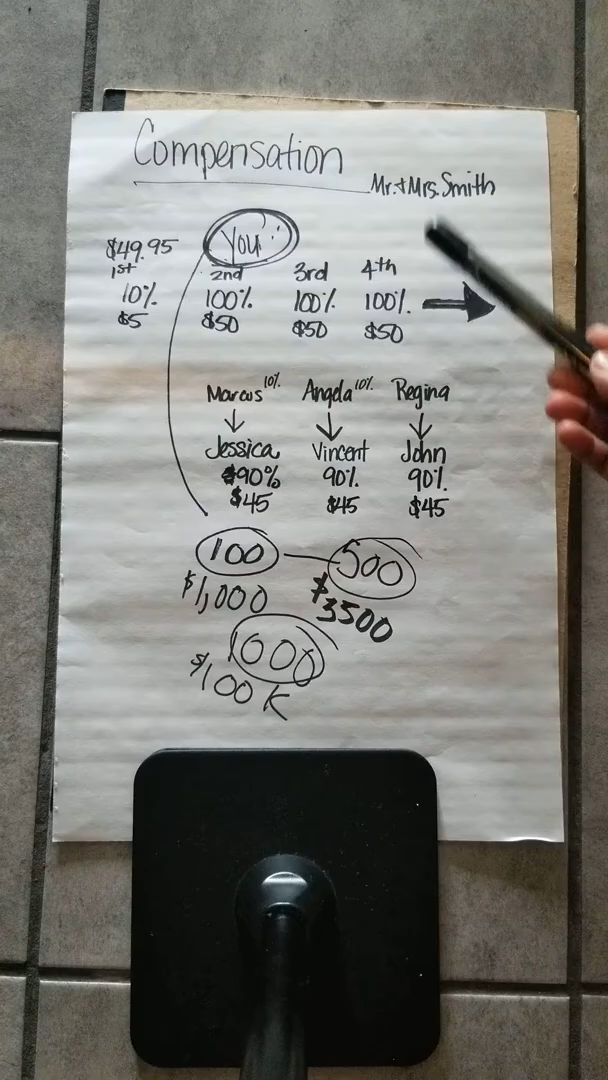 Compensation
Mr. + Mrs. Smith
$49.95 You
1st 2nd 3rd 4th
10% 100% 100% 100%
$5 $50 $50 $50
Marcus 10% Angela 10% Regina
Jessica Vincent John
$90% 90% 90%
$45 $45 $45
100 500
$1,000 $3500
1000
$100 K